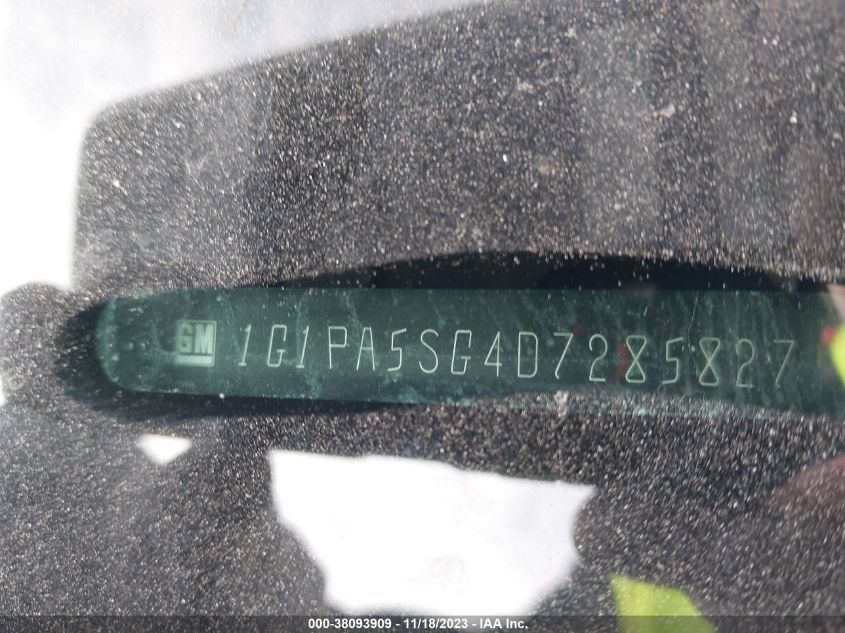 GM 1G1PA5SG4D7285827
000-38093909 - 11/18/2023 - IAA Inc.